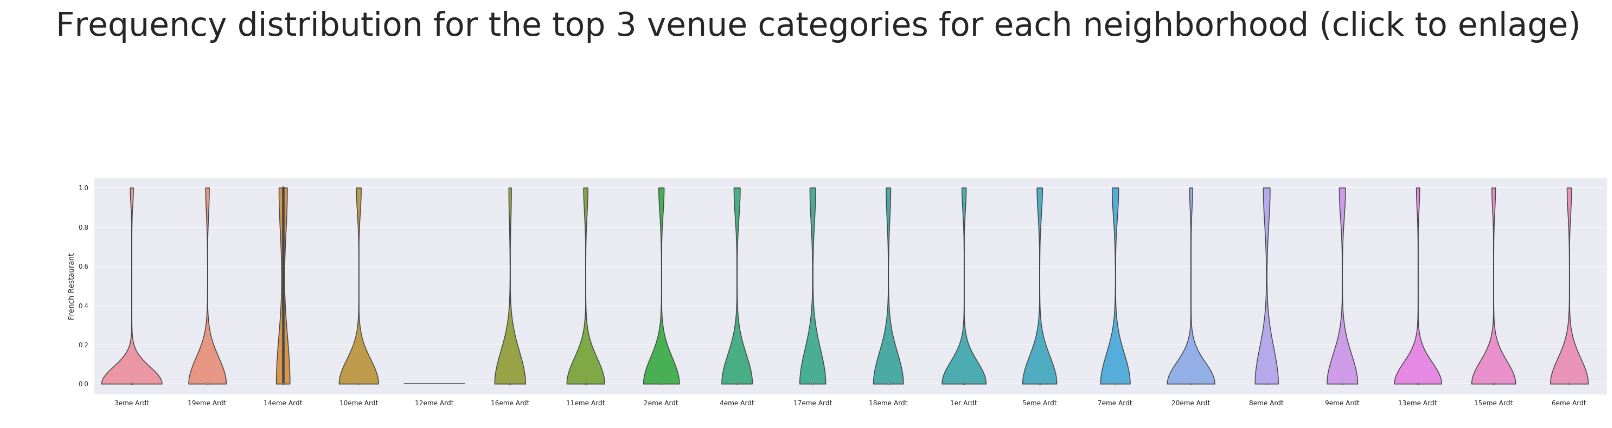 Frequency distribution for the top 3 venue categories for each neighborhood (click to enlage)
1.0
0.8
0.6
0.4
0.2
0.0
French Restaurant
3eme Ardt 19eme Ardt 14eme Ardt 10eme Ardt 12eme Ardt 16eme Ardt 11eme Ardt 2eme Ardt 4eme Ardt 17eme Ardt 18eme Ardt 1er Ardt 5eme Ardt 7eme Ardt 20eme Ardt 8eme Ardt 9eme Ardt 13eme Ardt 15eme Ardt 6eme Ardt